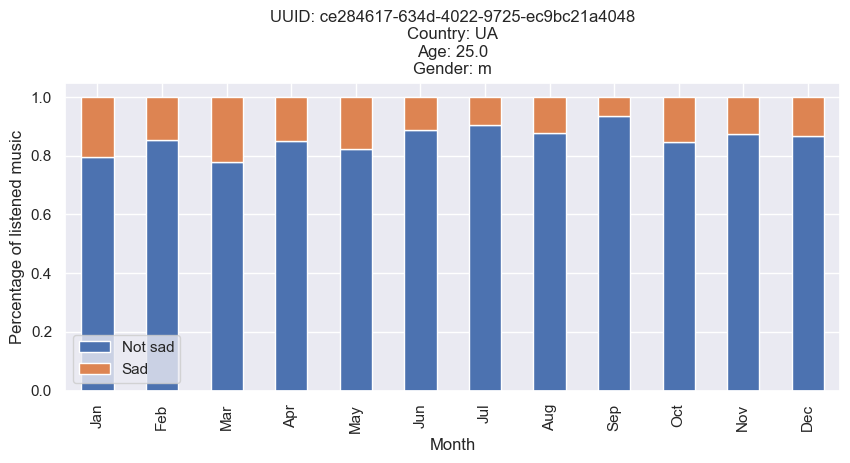 UUID: ce284617-634d-4022-9725-ec9bc21a4048
Country: UA
Age: 25.0
Gender: m
Percentage of listened music
1.0
0.8
0.6
0.4
0.2
0.0
Not sad
Sad
Jan Feb Mar Apr May Jun Jul Aug Sep Oct Nov Dec
Month